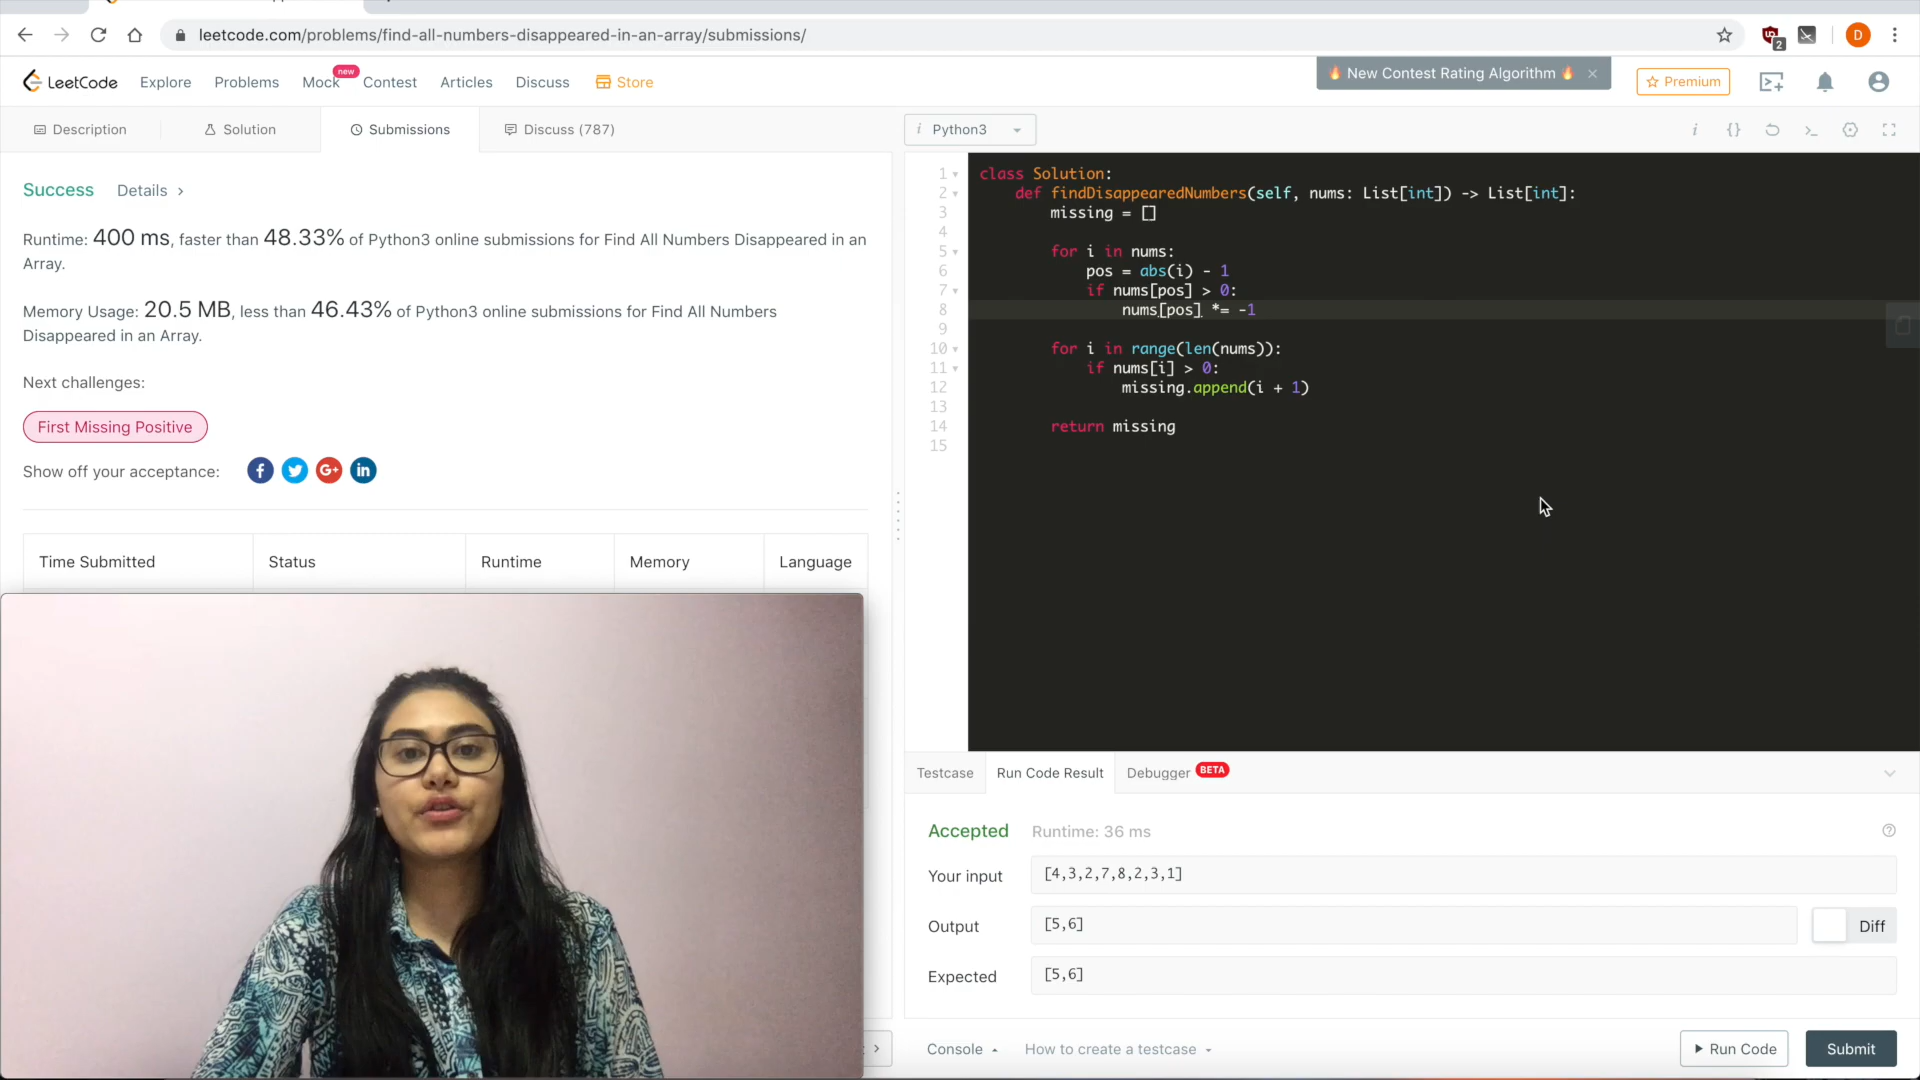 leetcode.com/problems/find-all-numbers-disappeared-in-an-array/submissions/
2
D
LeetCode
Explore
Problems
Mock
new
Contest
Articles
Discuss
Store
🔥 New Contest Rating Algorithm 🔥 ×
Premium
Description
Solution
Submissions
Discuss (787)
Success Details >
Runtime: 400 ms, faster than 48.33% of Python3 online submissions for Find All Numbers Disappeared in an
Array.
Memory Usage: 20.5 MB, less than 46.43% of Python3 online submissions for Find All Numbers
Disappeared in an Array.
Next challenges:
First Missing Positive
Show off your acceptance: f G+ in
Time Submitted Status Runtime Memory Language
i Python3
i {} >_
1 class Solution:
2 def findDisappearedNumbers(self, nums: List[int]) -> List[int]:
3 missing = []
4
5 for i in nums:
6 pos = abs(i) - 1
7 if nums[pos] > 0:
8 nums[pos] *= -1
9
10 for i in range(len(nums)):
11 if nums[i] > 0:
12 missing.append(i + 1)
13
14 return missing
15
Testcase Run Code Result Debugger BETA
Accepted Runtime: 36 ms
Your input [4,3,2,7,8,2,3,1]
Output [5,6] Diff
Expected [5,6]
Console How to create a testcase Run Code Submit